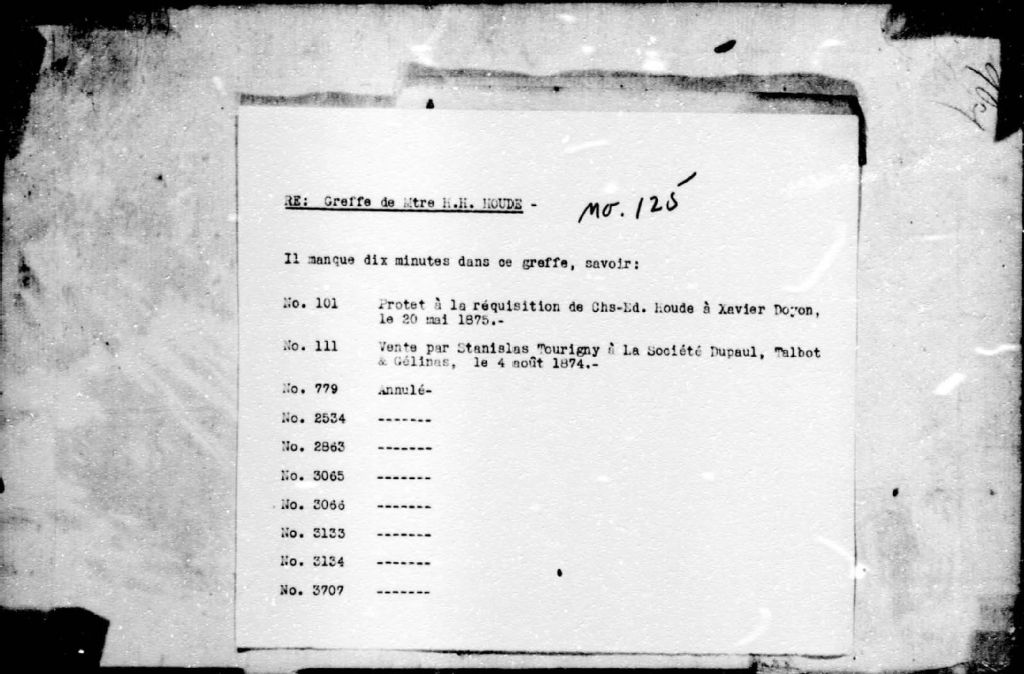 RE: Greffe de Mtre H.H. HOUDE -
No. 125
Il manque dix minutes dans ce greffe, savoir:
No. 101 Protet à la réquisition de Chs-Ed. Houde à Xavier Doyon,
le 20 mai 1875.-
No. 111 Vente par Stanislas Tourigny à La Société Dupaul, Talbot
& Gélinas, le 4 août 1874.-
No. 779 Annulé-
No. 2534 -------
No. 2863 -------
No. 3065 -------
No. 3066 -------
No. 3133 -------
No. 3134 -------
No. 3707 -------